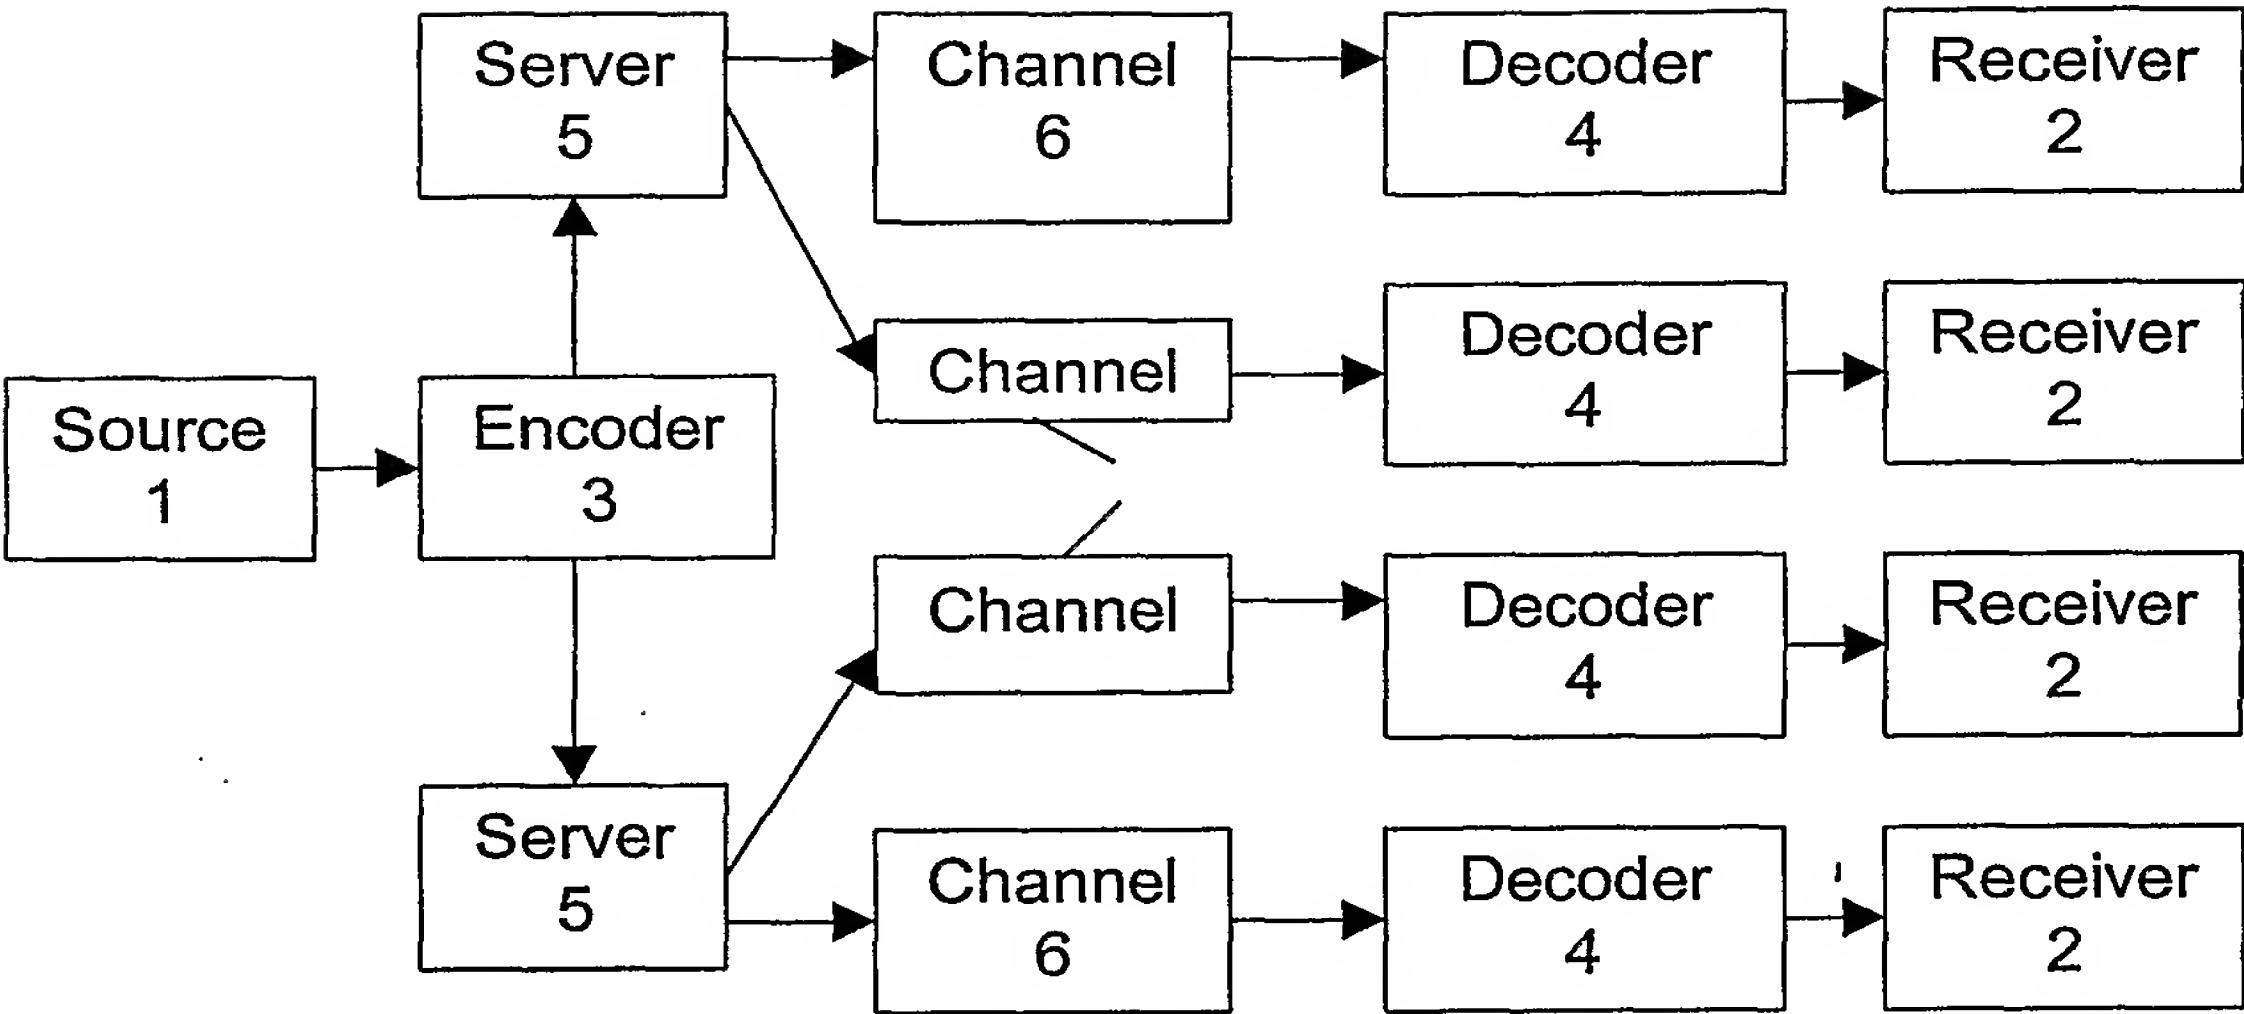 Server
5
Channel
6
Decoder
4
Receiver
2
Channel
Decoder
4
Receiver
2
Source
1
Encoder
3
Channel
Decoder
4
Receiver
2
Server
5
Channel
6
Decoder
4
Receiver
2